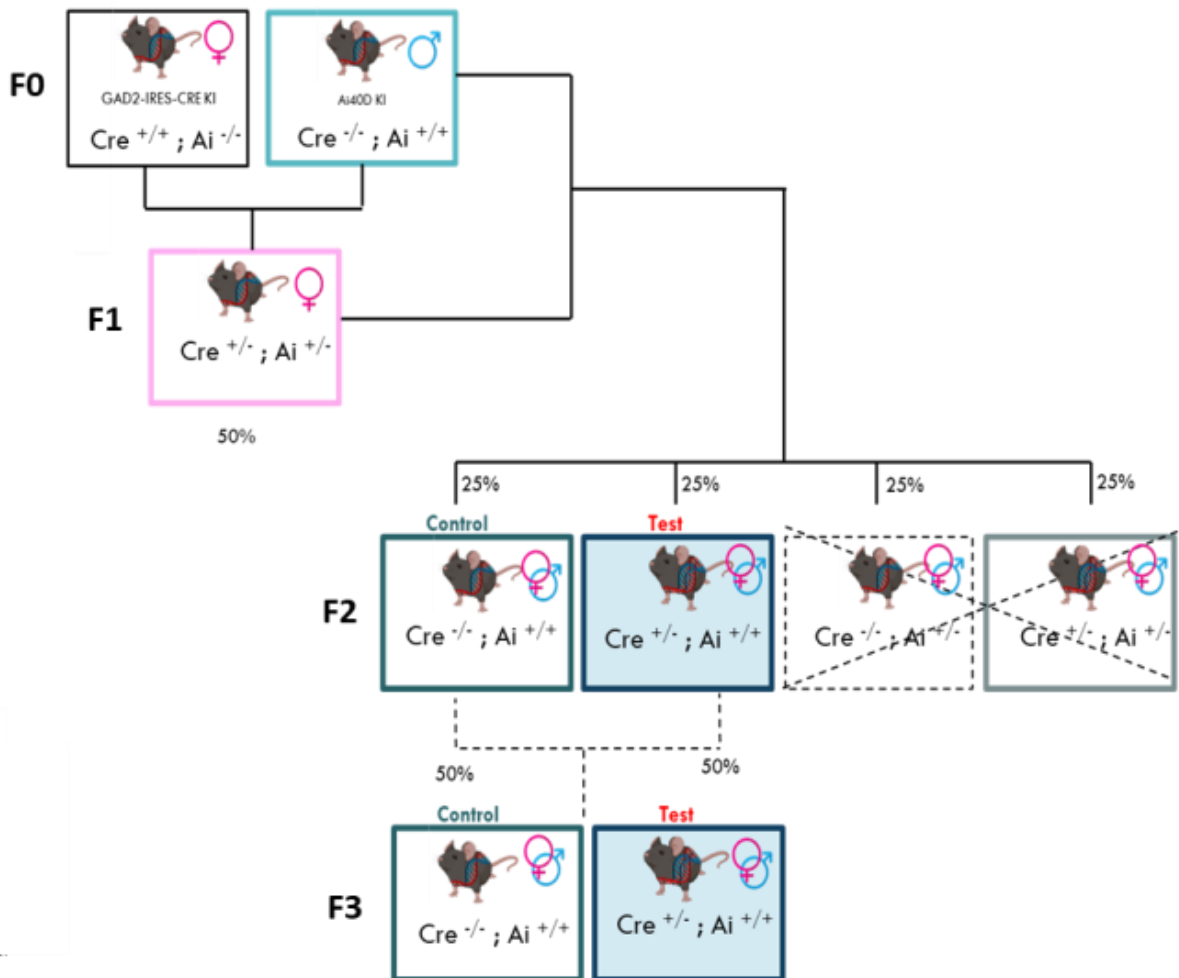 F0
GAD2-IRES-CRE KI
Cre +/+ ; Ai -/-
Ai40D KI
Cre -/- ; Ai +/+
F1
Cre +/- ; Ai +/-
50%
25%
25%
25%
25%
Control
Test
F2
Cre -/- ; Ai +/+
Cre +/- ; Ai +/+
Cre -/- ; Ai +/-
Cre +/- ; Ai +/-
50%
50%
Control
Test
F3
Cre -/- ; Ai +/+
Cre +/- ; Ai +/+